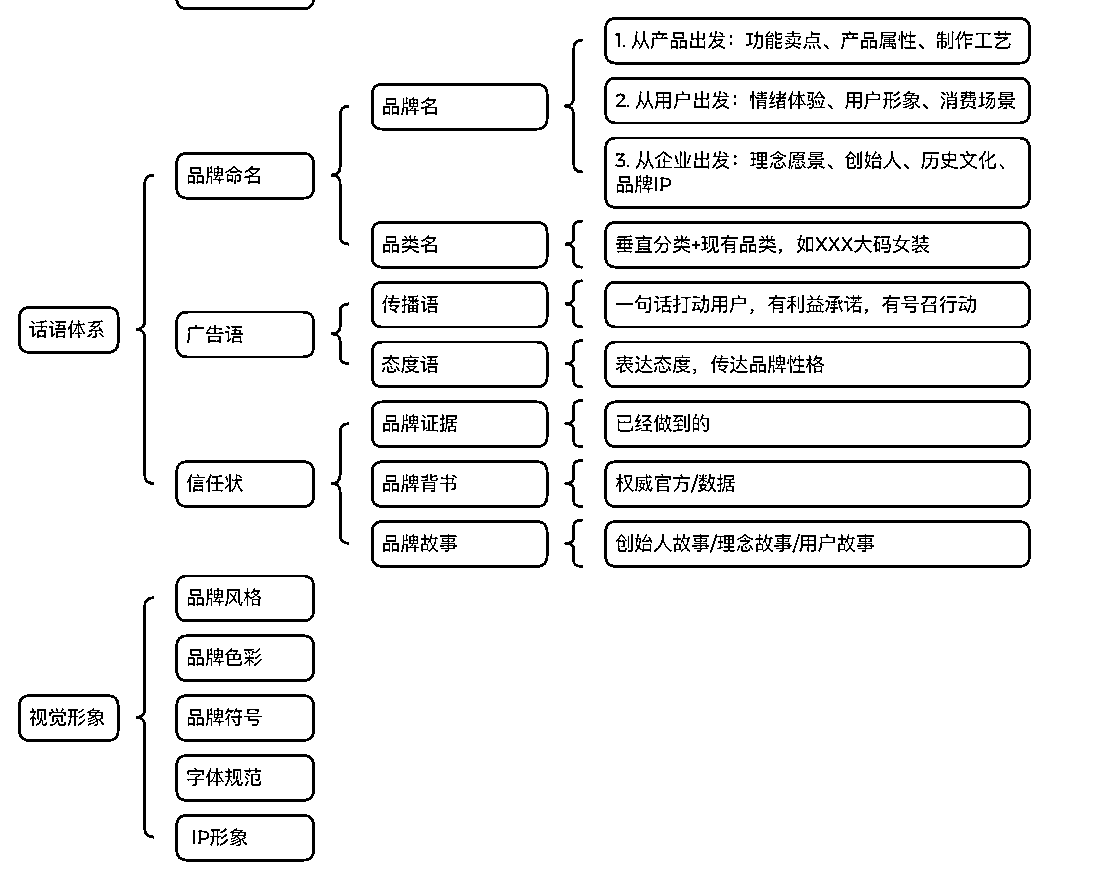 话语体系
品牌命名
品牌名
1. 从产品出发：功能卖点、产品属性、制作工艺
2. 从用户出发：情绪体验、用户形象、消费场景
3. 从企业出发：理念愿景、创始人、历史文化、
品牌IP
品类名
垂直分类+现有品类，如XXX大码女装
广告语
传播语
一句话打动用户，有利益承诺，有号召行动
态度语
表达态度，传达品牌性格
信任状
品牌证据
已经做到的
品牌背书
权威官方/数据
品牌故事
创始人故事/理念故事/用户故事
视觉形象
品牌风格
品牌色彩
品牌符号
字体规范
IP形象